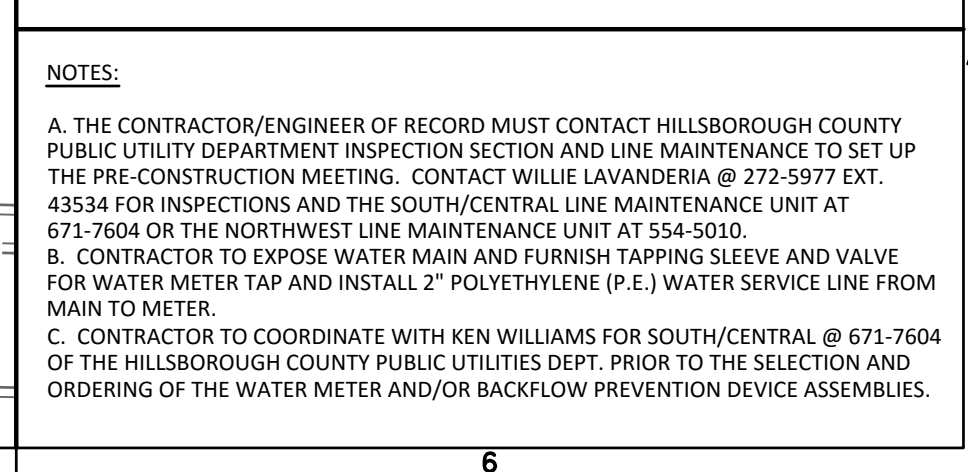 NOTES:
A. THE CONTRACTOR/ENGINEER OF RECORD MUST CONTACT HILLSBOROUGH COUNTY
PUBLIC UTILITY DEPARTMENT INSPECTION SECTION AND LINE MAINTENANCE TO SET UP
THE PRE-CONSTRUCTION MEETING. CONTACT WILLIE LAVANDERIA @ 272-5977 EXT.
43534 FOR INSPECTIONS AND THE SOUTH/CENTRAL LINE MAINTENANCE UNIT AT
671-7604 OR THE NORTHWEST LINE MAINTENANCE UNIT AT 554-5010.
B. CONTRACTOR TO EXPOSE WATER MAIN AND FURNISH TAPPING SLEEVE AND VALVE
FOR WATER METER TAP AND INSTALL 2" POLYETHYLENE (P.E.) WATER SERVICE LINE FROM
MAIN TO METER.
C. CONTRACTOR TO COORDINATE WITH KEN WILLIAMS FOR SOUTH/CENTRAL @ 671-7604
OF THE HILLSBOROUGH COUNTY PUBLIC UTILITIES DEPT. PRIOR TO THE SELECTION AND
ORDERING OF THE WATER METER AND/OR BACKFLOW PREVENTION DEVICE ASSEMBLIES.
6